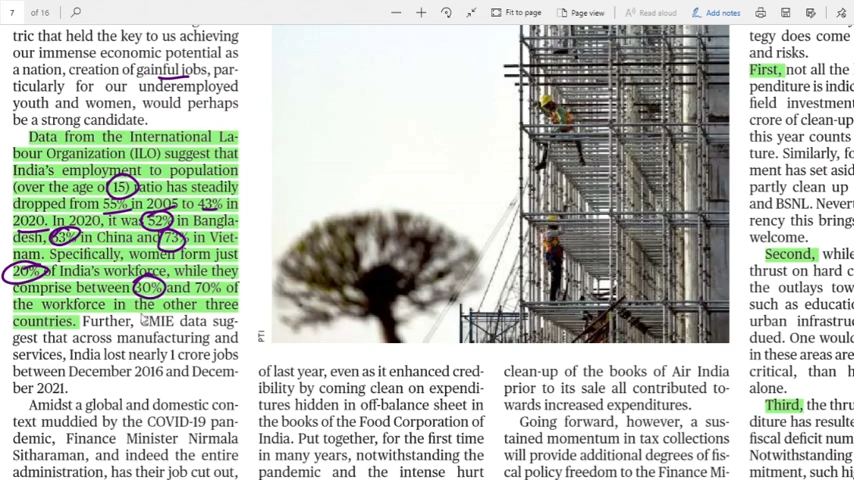 7 of 16
Fit to page
Page view
Read aloud
Add notes
tric that held the key to us achieving
our immense economic potential as
a nation, creation of gainful jobs, par-
ticularly for our underemployed
youth and women, would perhaps
be a strong candidate.
Data from the International La-
bour Organization (ILO) suggest that
India's employment to population
(over the age of 15) ratio has steadily
dropped from 55% in 2005 to 43% in
2020. In 2020, it was 52% in Bangla-
desh, 63% in China and 73% in Viet-
nam. Specifically, women form just
20% of India's workforce, while they
comprise between 30% and 70% of
the workforce in the other three
countries. Further, CMIE data sug-
gest that across manufacturing and
services, India lost nearly 1 crore jobs
between December 2016 and Decem-
ber 2021.
Amidst a global and domestic con-
text muddied by the COVID-19 pan-
demic, Finance Minister Nirmala
Sitharaman, and indeed the entire
administration, has their job cut out,
PTI
of last year, even as it enhanced cred-
ibility by coming clean on expendi-
tures hidden in off-balance sheet in
the books of the Food Corporation of
India. Put together, for the first time
in many years, notwithstanding the
pandemic and the intense hurt
clean-up of the books of Air India
prior to its sale all contributed to-
wards increased expenditures.
Going forward, however, a sus-
tained momentum in tax collections
will provide additional degrees of fis-
cal policy freedom to the Finance Mi-
tegy does come
and risks.
First, not all the
penditure is indic
field investment
crore of clean-up
this year counts
ture. Similarly, fo
ment has set asid
partly clean up
and BSNL. Never
rency this brings
welcome.
Second, while
thrust on hard c
the outlays tow
such as educatio
urban infrastruc
dued. One would
in these areas are
critical, than h
alone.
Third, the thru
diture has resulte
fiscal deficit num
Notwithstanding
mitment, such hig